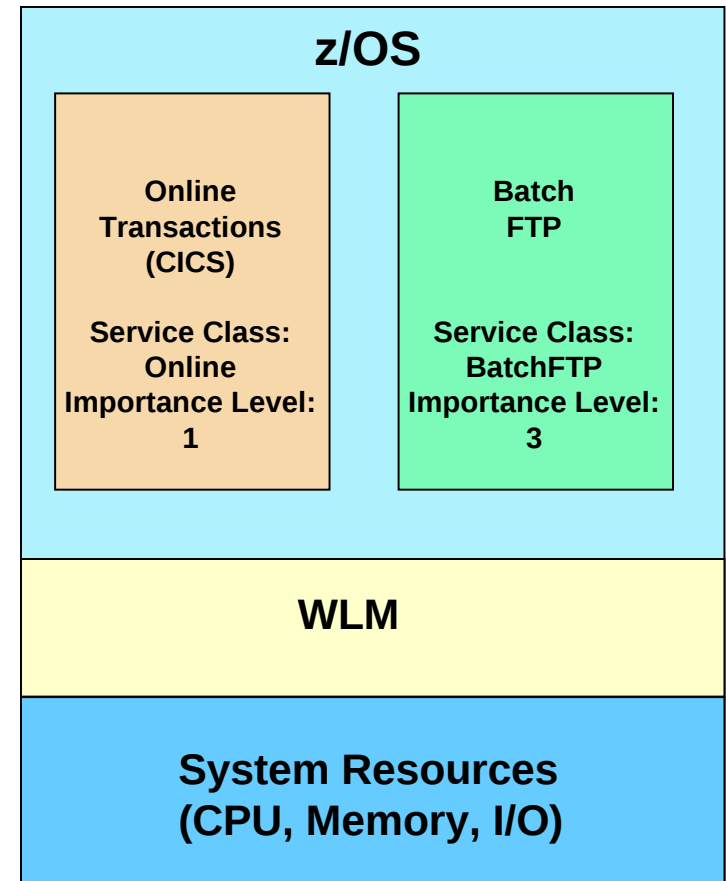 z/OS
Online
Transactions
(CICS)
Service Class:
Online
Importance Level:
1
Batch
FTP
Service Class:
BatchFTP
Importance Level:
3
WLM
System Resources
(CPU, Memory, I/O)